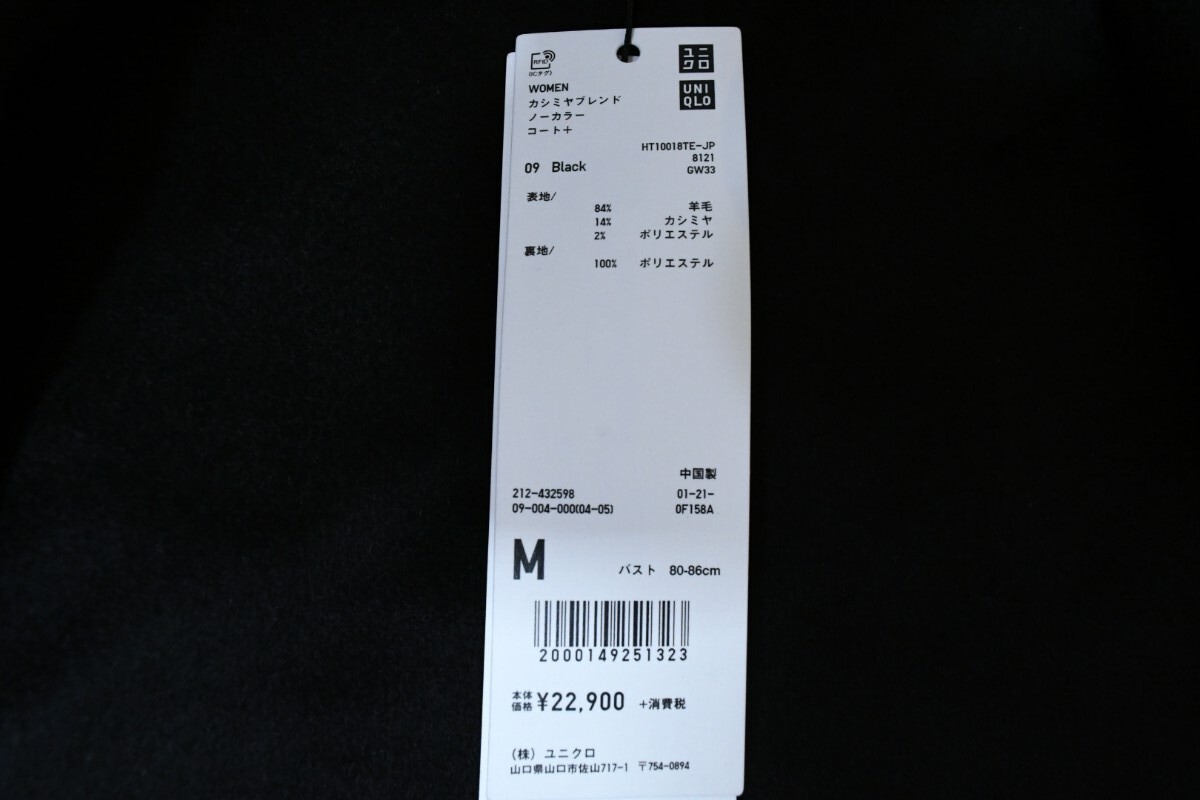 RFID
(ICタグ)
ユニ
クロ
UNI
QLO
WOMEN
カシミヤブレンド
ノーカラー
コート+
HT10018TE-JP
8121
GW33
09 Black
表地/
84% 羊毛
14% カシミヤ
2% ポリエステル
裏地/
100% ポリエステル
中国製
212-432598 01-21-
09-004-000(04-05) 0F158A
M バスト 80-86cm
2000149251323
本体価格 ¥22,900 +消費税
(株) ユニクロ
山口県山口市佐山717-1 〒754-0894